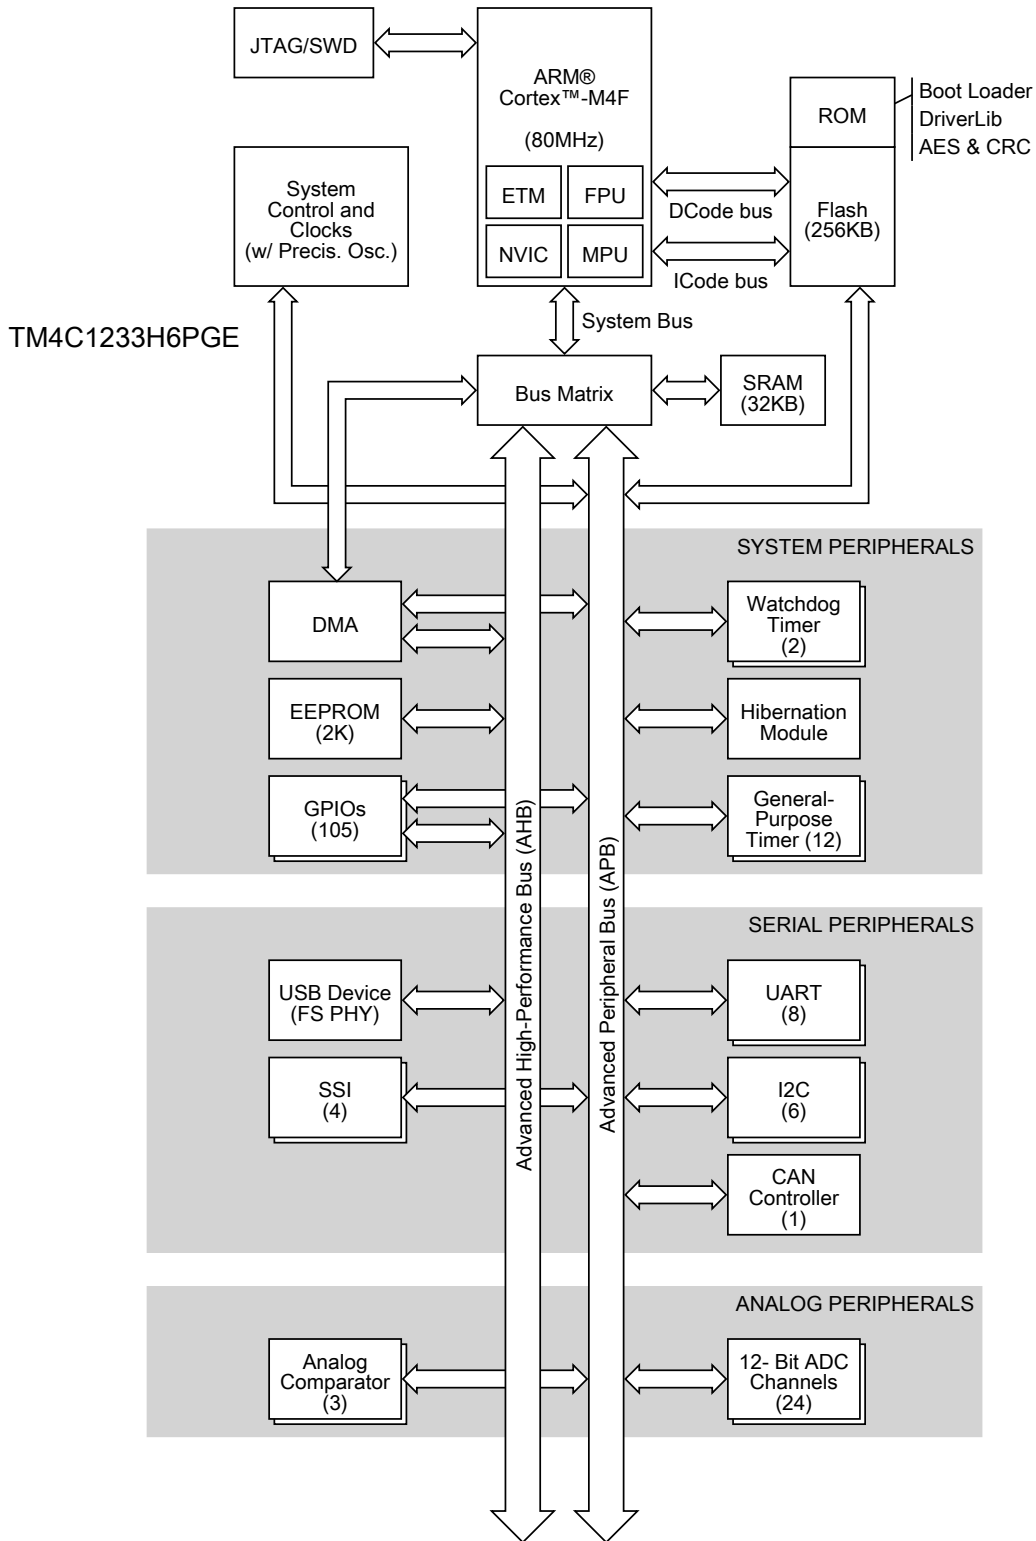 JTAG/SWD
ARM®
Cortex™-M4F
(80MHz)
ETM
FPU
NVIC
MPU
ROM
Boot Loader
DriverLib
AES & CRC
Flash
(256KB)
DCode bus
ICode bus
System
Control and
Clocks
(w/ Precis. Osc.)
System Bus
TM4C1233H6PGE
Bus Matrix
SRAM
(32KB)
SYSTEM PERIPHERALS
DMA
Watchdog
Timer
(2)
EEPROM
(2K)
Hibernation
Module
GPIOs
(105)
General-
Purpose
Timer (12)
Advanced High-Performance Bus (AHB)
Advanced Peripheral Bus (APB)
SERIAL PERIPHERALS
USB Device
(FS PHY)
UART
(8)
SSI
(4)
I2C
(6)
CAN
Controller
(1)
ANALOG PERIPHERALS
Analog
Comparator
(3)
12- Bit ADC
Channels
(24)